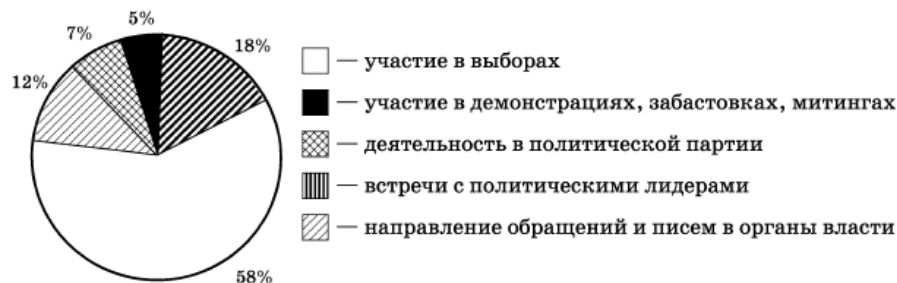 5%
7%
18%
12%
58%
— участие в выборах
— участие в демонстрациях, забастовках, митингах
— деятельность в политической партии
— встречи с политическими лидерами
— направление обращений и писем в органы власти